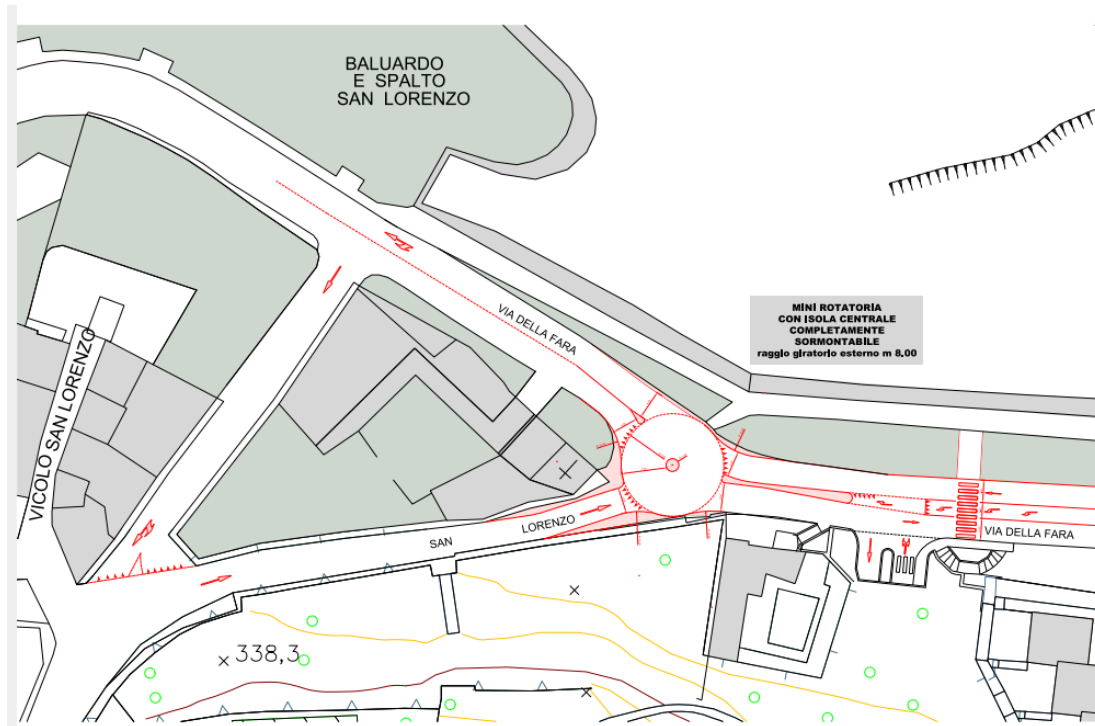 BALUARDO
E SPALTO
SAN LORENZO
VIA DELLA FARA
MINI ROTATORIA
CON ISOLA CENTRALE
COMPLETAMENTE
SORMONTABILE
raggio giratorio esterno m 8.00
VICOLO SAN LORENZO
SAN LORENZO
VIA DELLA FARA
338,3